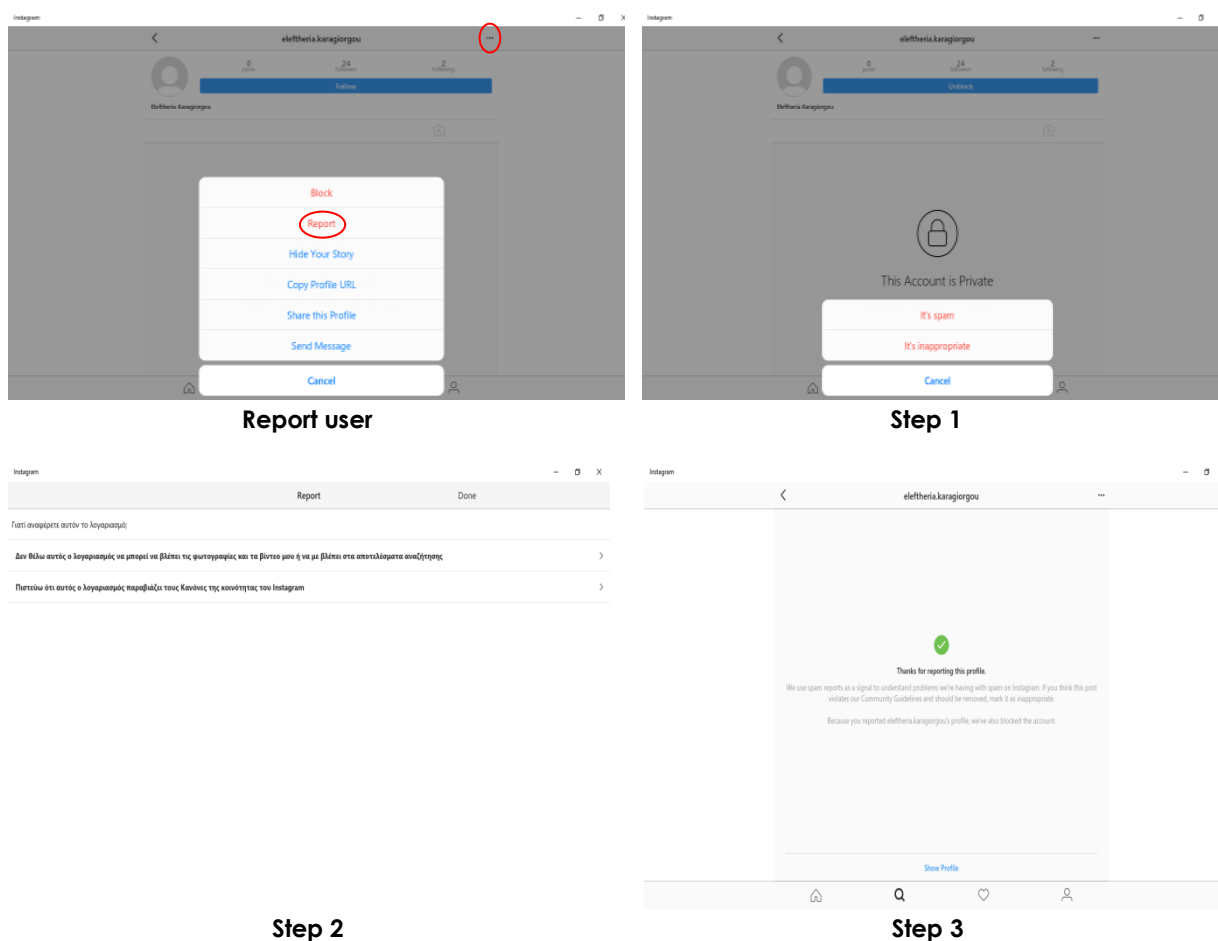 Instagram
eleftheria.karagiorgou
0
24
2
posts
followers
following
Follow
Eleftheria Karagiorgou
Block
Report
Hide Your Story
Copy Profile URL
Share this Profile
Send Message
Cancel
Report user
Instagram
eleftheria.karagiorgou
0
24
2
posts
followers
following
Unblock
Eleftheria Karagiorgou
This Account is Private
It's spam
It's inappropriate
Cancel
Step 1
Instagram
Report Done
Γιατί αναφέρετε αυτόν το λογαριασμό;
Δεν θέλω αυτός ο λογαριασμός να μπορεί να βλέπει τις φωτογραφίες και τα βίντεο μου ή να με βλέπει στα αποτελέσματα αναζήτησης
Πιστεύω ότι αυτός ο λογαριασμός παραβιάζει τους Κανόνες της κοινότητας του Instagram
Step 2
Instagram
eleftheria.karagiorgou
Thanks for reporting this profile.
We use spam reports as a signal to understand problems we're having with spam on Instagram. If you think this post
violates our Community Guidelines and should be removed, mark it as inappropriate.
Because you reported eleftheria.karagiorgou's profile, we've also blocked the account.
Show Profile
Step 3